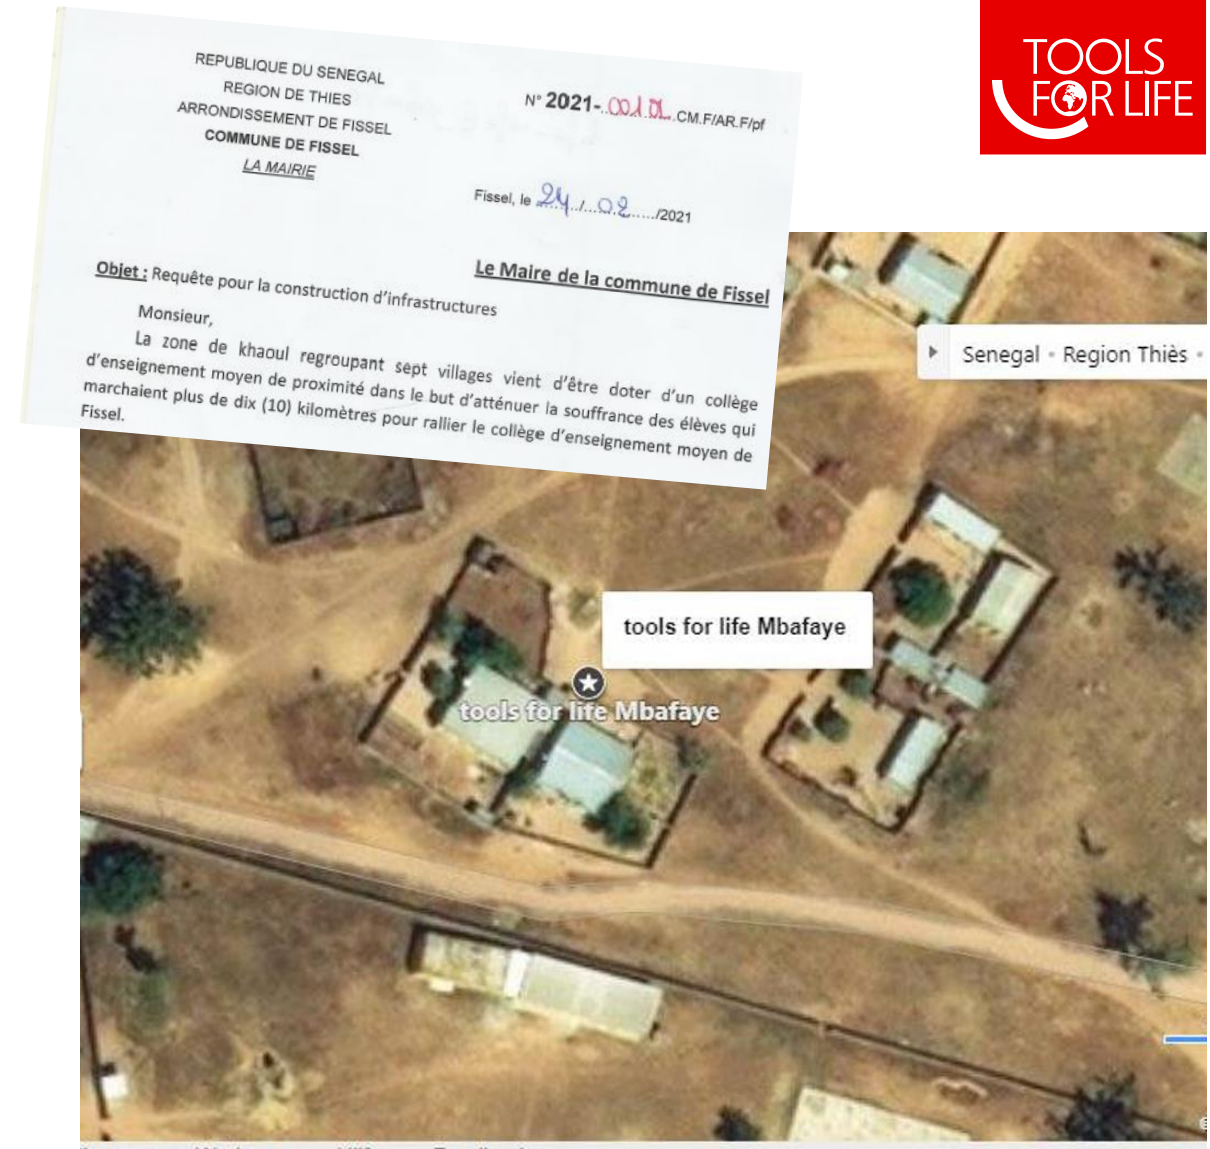 REPUBLIQUE DU SENEGAL
REGION DE THIES
ARRONDISSEMENT DE FISSEL
COMMUNE DE FISSEL
LA MAIRIE
N° 2021-..001.....CM.F/AR.F/pf
Fissel, le ..24../...02....../2021
Le Maire de la commune de Fissel
Objet : Requête pour la construction d'infrastructures
Monsieur,
La zone de khaoul regroupant sept villages vient d'être doter d'un collège
d'enseignement moyen de proximité dans le but d'atténuer la souffrance des élèves qui
marchaient plus de dix (10) kilomètres pour rallier le collège d'enseignement moyen de
Fissel.
TOOLS
FOR LIFE
Senegal • Region Thiès •
tools for life Mbafaye
tools for life Mbafaye